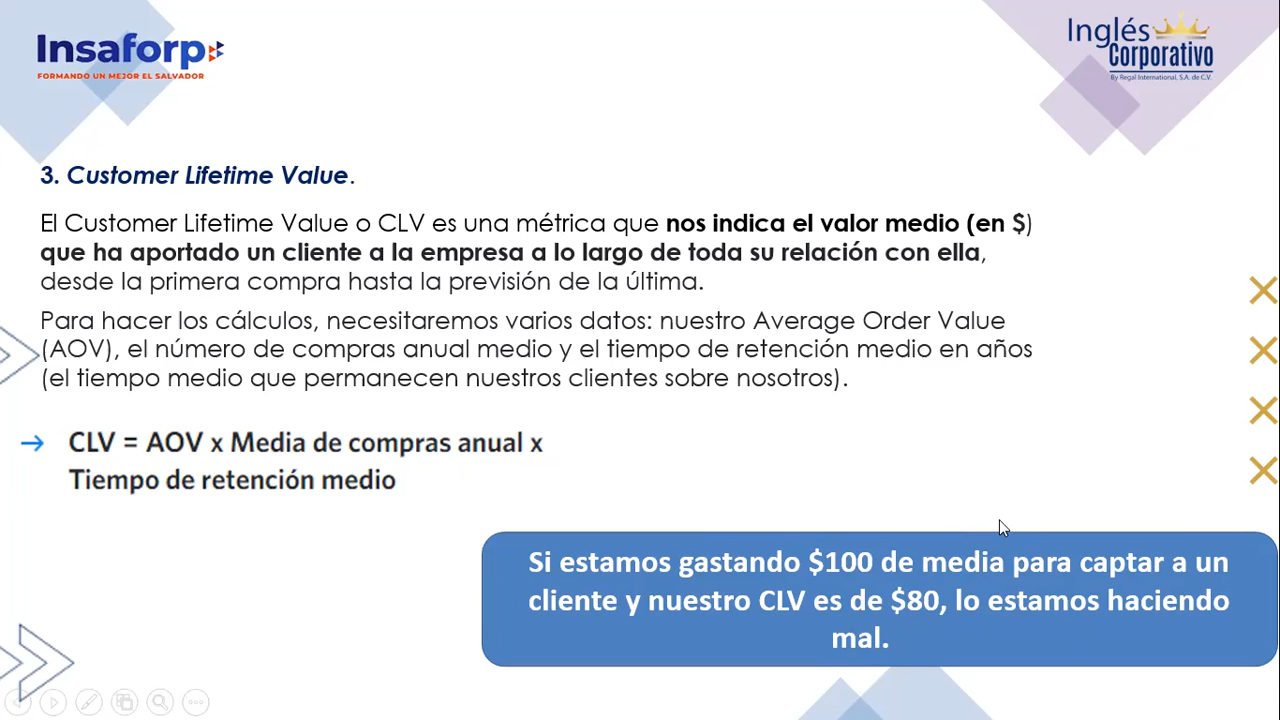 Insaforp
FORMANDO UN MEJOR EL SALVADOR
Inglés
Corporativo
By Regal International, S.A. de C.V.
3. Customer Lifetime Value.
El Customer Lifetime Value o CLV es una métrica que nos indica el valor medio (en $)
que ha aportado un cliente a la empresa a lo largo de toda su relación con ella,
desde la primera compra hasta la previsión de la última.
Para hacer los cálculos, necesitaremos varios datos: nuestro Average Order Value
(AOV), el número de compras anual medio y el tiempo de retención medio en años
(el tiempo medio que permanecen nuestros clientes sobre nosotros).
→ CLV = AOV x Media de compras anual x
Tiempo de retención medio
Si estamos gastando $100 de media para captar a un
cliente y nuestro CLV es de $80, lo estamos haciendo
mal.